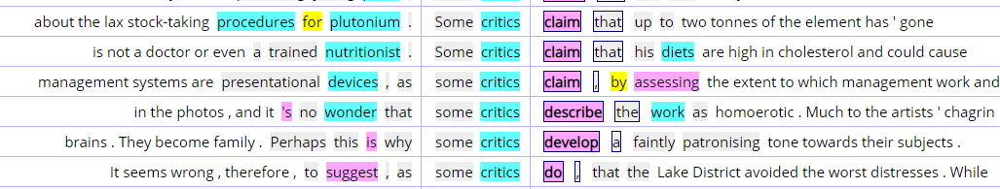 about the lax stock-taking procedures for plutonium . Some critics claim that up to two tonnes of the element has ' gone
is not a doctor or even a trained nutritionist . Some critics claim that his diets are high in cholesterol and could cause
management systems are presentational devices , as some critics claim , by assessing the extent to which management work and
in the photos , and it 's no wonder that some critics describe the work as homoerotic . Much to the artists ' chagrin
brains . They become family . Perhaps this is why some critics develop a faintly patronising tone towards their subjects .
It seems wrong , therefore , to suggest , as some critics do , that the Lake District avoided the worst distresses . While